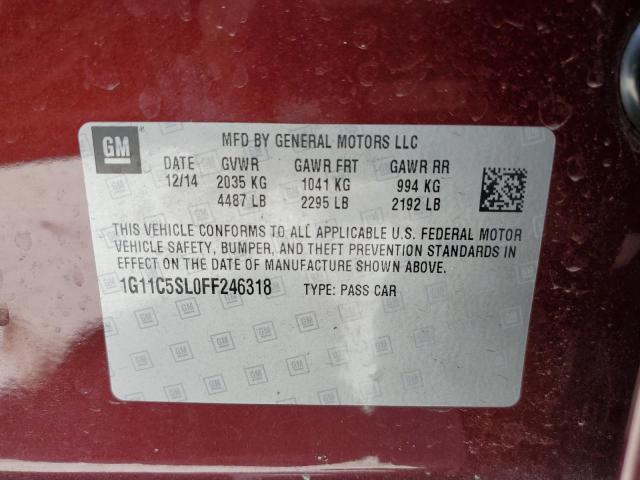 GM
MFD BY GENERAL MOTORS LLC
DATE GVWR GAWR FRT GAWR RR
12/14 2035 KG 1041 KG 994 KG
4487 LB 2295 LB 2192 LB
THIS VEHICLE CONFORMS TO ALL APPLICABLE U.S. FEDERAL MOTOR
VEHICLE SAFETY, BUMPER, AND THEFT PREVENTION STANDARDS IN
EFFECT ON THE DATE OF MANUFACTURE SHOWN ABOVE.
1G11C5SL0FF246318 TYPE: PASS CAR